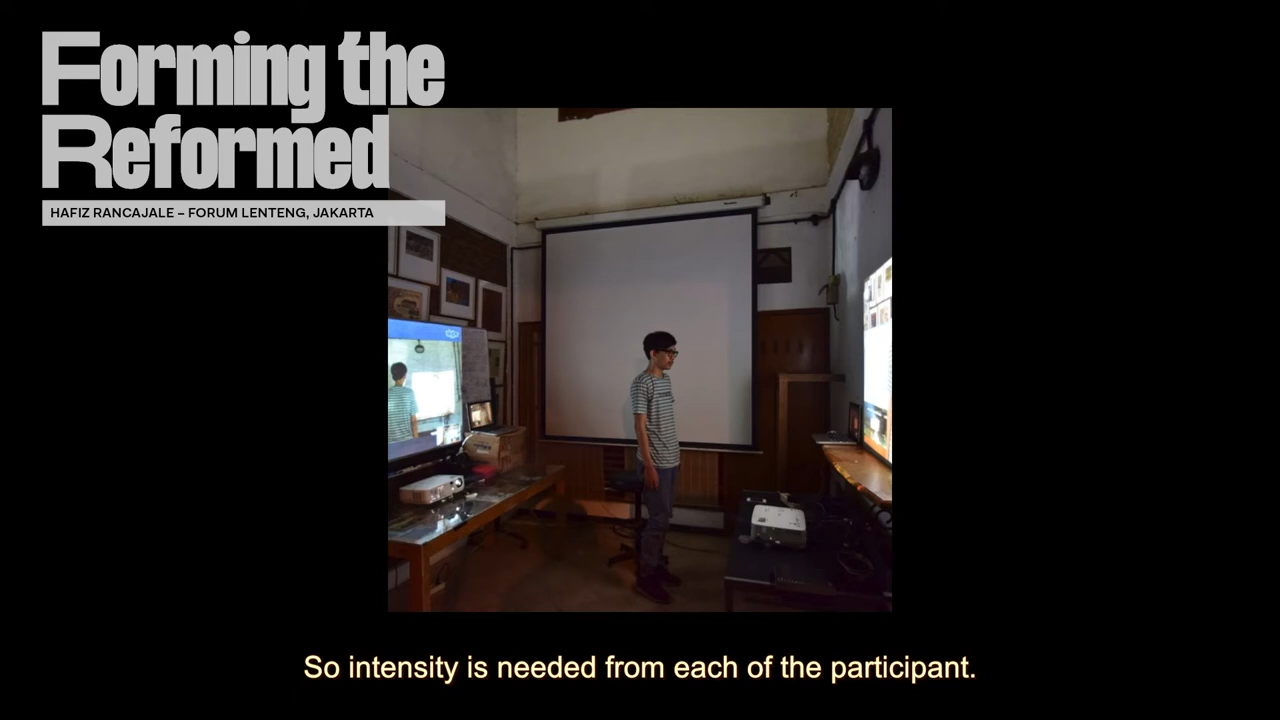 Forming the
Reformed
HAFIZ RANCAJALE – FORUM LENTENG, JAKARTA
So intensity is needed from each of the participant.